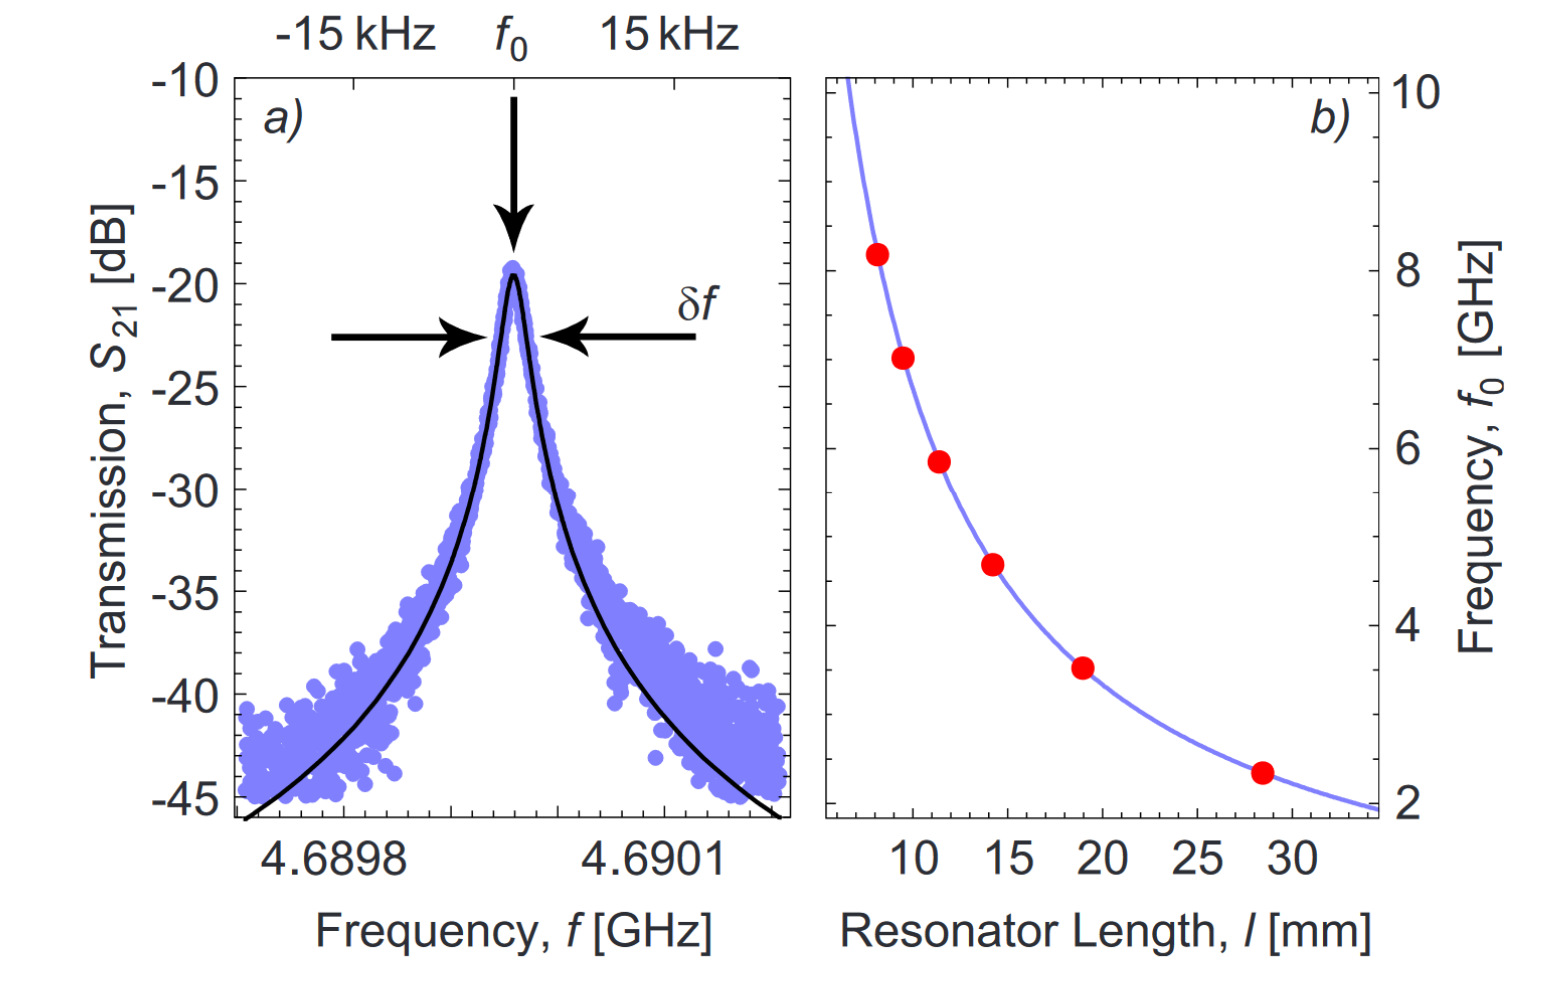 -15 kHz f0 15 kHz
a)
δf
-10
-15
-20
-25
-30
-35
-40
-45
Transmission, S21 [dB]
4.6898 4.6901
Frequency, f [GHz]
b)
10
8
6
4
2
Frequency, f0 [GHz]
10 15 20 25 30
Resonator Length, l [mm]